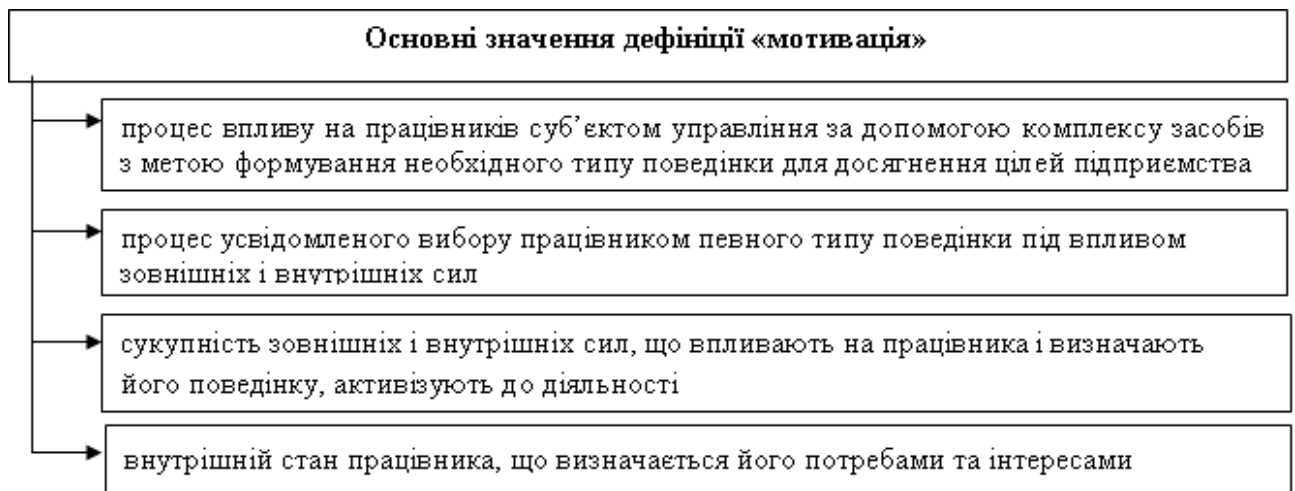 Основні значення дефініції «мотивація»
процес впливу на працівників суб’єктом управління за допомогою комплексу засобів
з метою формування необхідного типу поведінки для досягнення цілей підприємства
процес усвідомленого вибору працівником певного типу поведінки під впливом
зовнішніх і внутрішніх сил
сукупність зовнішніх і внутрішніх сил, що впливають на працівника і визначають
його поведінку, активізують до діяльності
внутрішній стан працівника, що визначається його потребами та інтересами